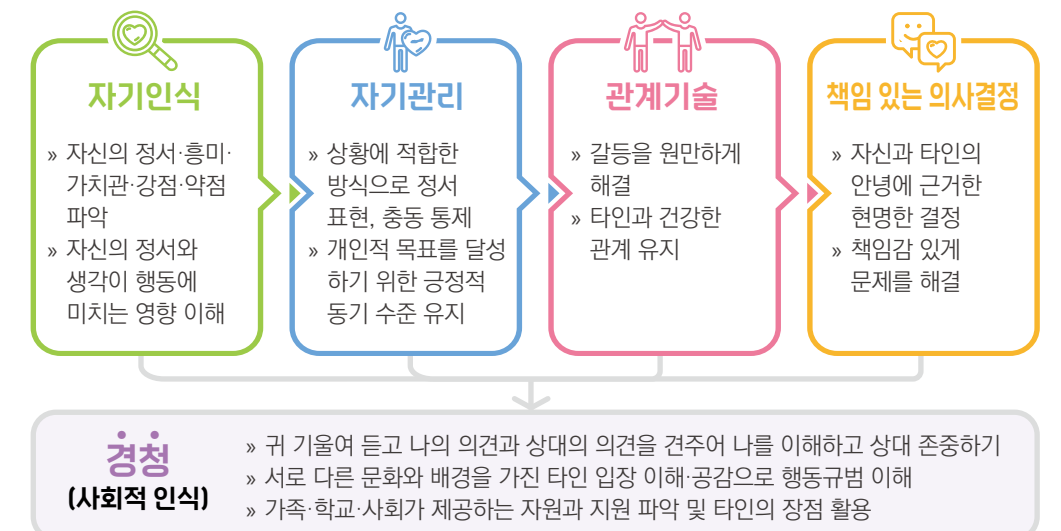 자기인식
» 자신의 정서·흥미·
가치관·강점·약점
파악
» 자신의 정서와
생각이 행동에
미치는 영향 이해
자기관리
» 상황에 적합한
방식으로 정서
표현, 충동 통제
» 개인적 목표를 달성
하기 위한 긍정적
동기 수준 유지
관계기술
» 갈등을 원만하게
해결
» 타인과 건강한
관계 유지
책임 있는 의사결정
» 자신과 타인의
안녕에 근거한
현명한 결정
» 책임감 있게
문제를 해결
경청
(사회적 인식)
» 귀 기울여 듣고 나의 의견과 상대의 의견을 견주어 나를 이해하고 상대 존중하기
» 서로 다른 문화와 배경을 가진 타인 입장 이해·공감으로 행동규범 이해
» 가족·학교·사회가 제공하는 자원과 지원 파악 및 타인의 장점 활용